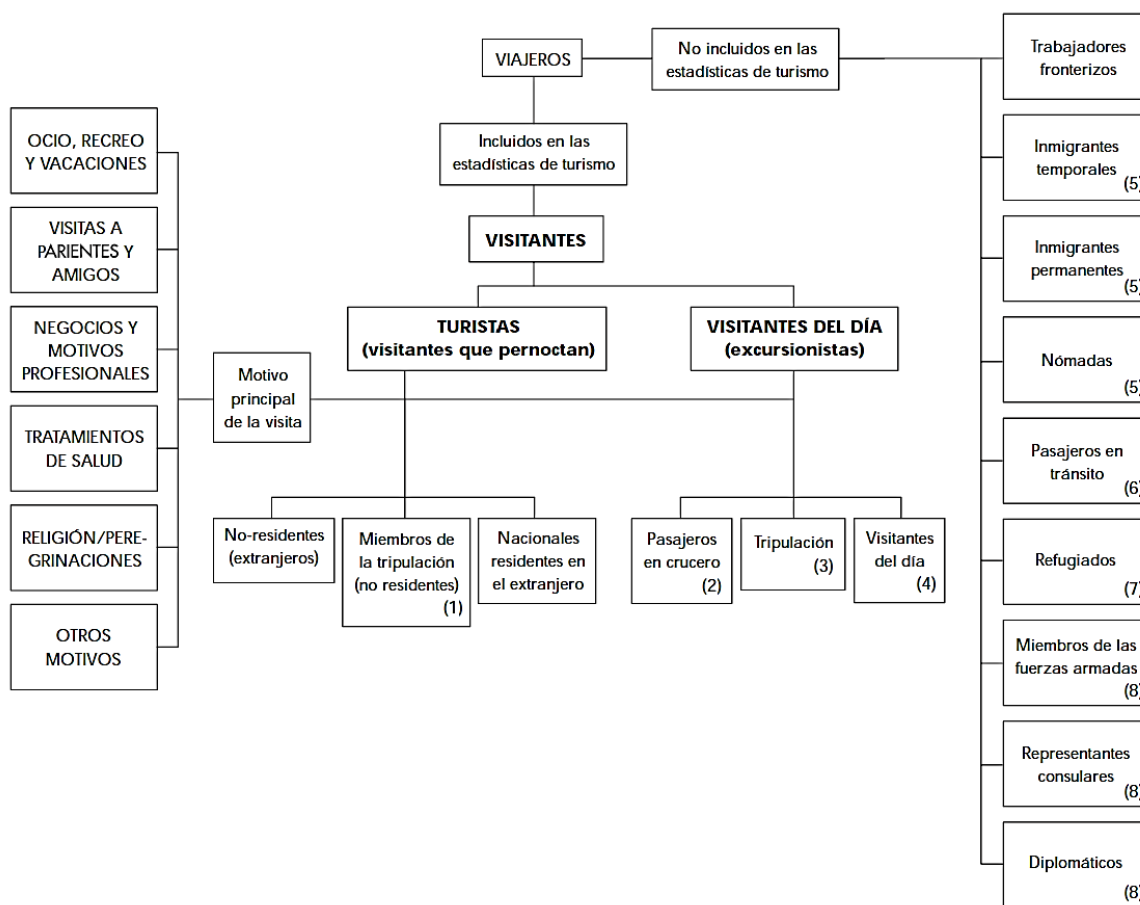 VIAJEROS
No incluidos en las
estadísticas de turismo
Incluidos en las
estadísticas de turismo
VISITANTES
TURISTAS
(visitantes que pernoctan)
VISITANTES DEL DÍA
(excursionistas)
Motivo
principal
de la visita
OCIO, RECREO
Y VACACIONES
VISITAS A
PARIENTES Y
AMIGOS
NEGOCIOS Y
MOTIVOS
PROFESIONALES
TRATAMIENTOS
DE SALUD
RELIGIÓN/PERE-
GRINACIONES
OTROS
MOTIVOS
No-residentes
(extranjeros)
Miembros de
la tripulación
(no residentes)
(1)
Nacionales
residentes en
el extranjero
Pasajeros
en crucero
(2)
Tripulación
(3)
Visitantes
del día
(4)
Trabajadores
fronterizos
Inmigrantes
temporales
(5)
Inmigrantes
permanentes
(5)
Nómadas
(5)
Pasajeros en
tránsito
(6)
Refugiados
(7)
Miembros de las
fuerzas armadas
(8)
Representantes
consulares
(8)
Diplomáticos
(8)